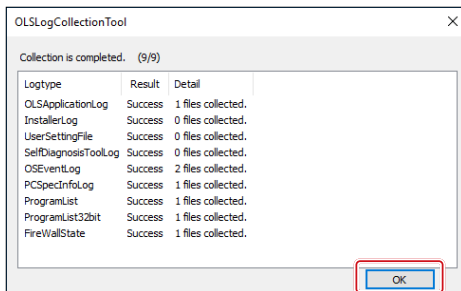 OLSLogCollectionTool
Collection is completed. (9/9)
Logtype Result Detail
OLSApplicationLog Success 1 files collected.
InstallerLog Success 0 files collected.
UserSettingFile Success 0 files collected.
SelfDiagnosisToolLog Success 0 files collected.
OSEventLog Success 2 files collected.
PCSpecInfoLog Success 1 files collected.
ProgramList Success 1 files collected.
ProgramList32bit Success 1 files collected.
FireWallState Success 1 files collected.
OK